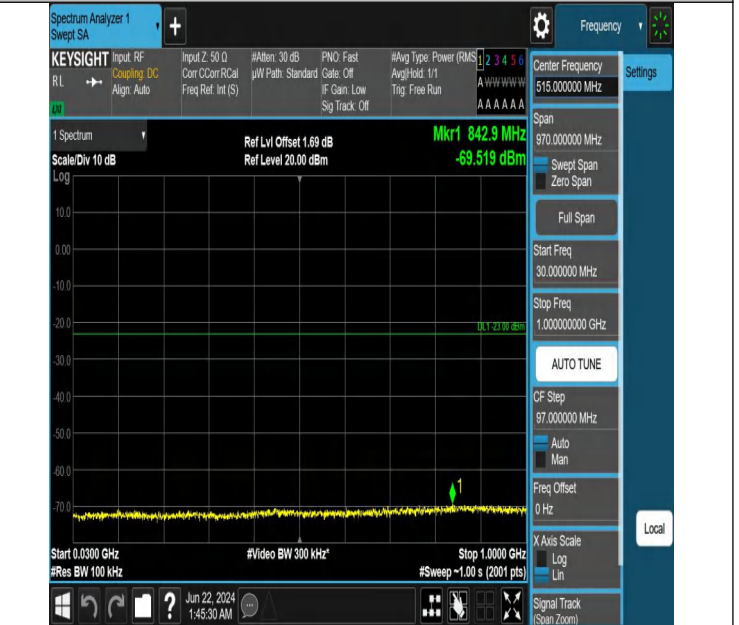 Spectrum Analyzer 1
Swept SA
+
Frequency
KEYSIGHT
RL
Input: RF
Coupling: DC
Align: Auto
Input Z: 50 Ω
Corr CCorr RCal
Freq Ref: Int (S)
#Atten: 30 dB
µW Path: Standard
PNO: Fast
Gate: Off
IF Gain: Low
Sig Track: Off
#Avg Type: Power (RMS
Avg|Hold: 1/1
Trig: Free Run
1 2 3 4 5 6
A W W W W W
A A A A A A
1 Spectrum
Scale/Div 10 dB
Log
Ref Lvl Offset 1.69 dB
Ref Level 20.00 dBm
Mkr1 842.9 MHz
-69.519 dBm
10.0
0.00
-10.0
-20.0
DL1 -23.00 dBm
-30.0
-40.0
-50.0
-60.0
-70.0
1
Start 0.0300 GHz
#Res BW 100 kHz
#Video BW 300 kHz*
Stop 1.0000 GHz
#Sweep ~1.00 s (2001 pts)
Center Frequency
515.000000 MHz
Settings
Span
970.000000 MHz
Swept Span
Zero Span
Full Span
Start Freq
30.000000 MHz
Stop Freq
1.000000000 GHz
AUTO TUNE
CF Step
97.000000 MHz
Auto
Man
Freq Offset
0 Hz
X Axis Scale
Log
Lin
Local
Signal Track
(Span Zoom)
?
Jun 22, 2024
1:45:30 AM